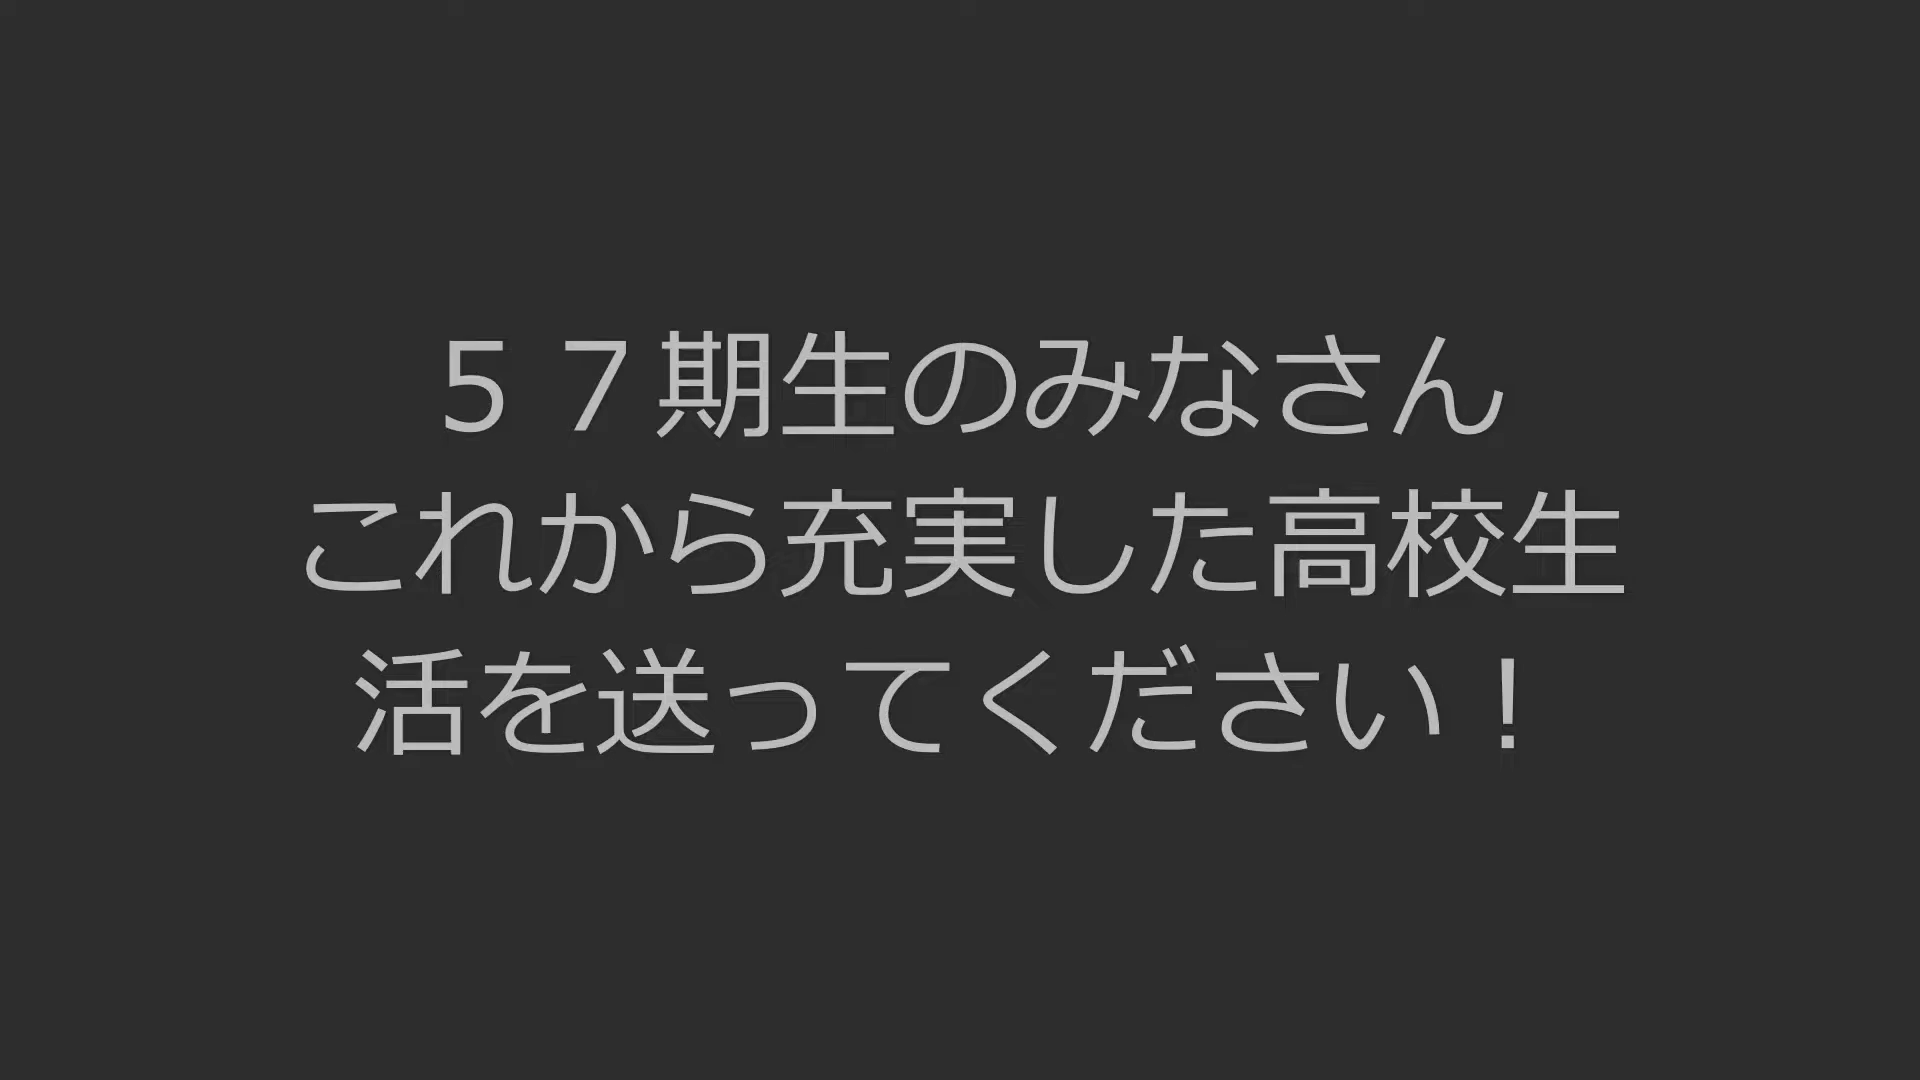 ５７期生のみなさん
これから充実した高校生
活を送ってください！